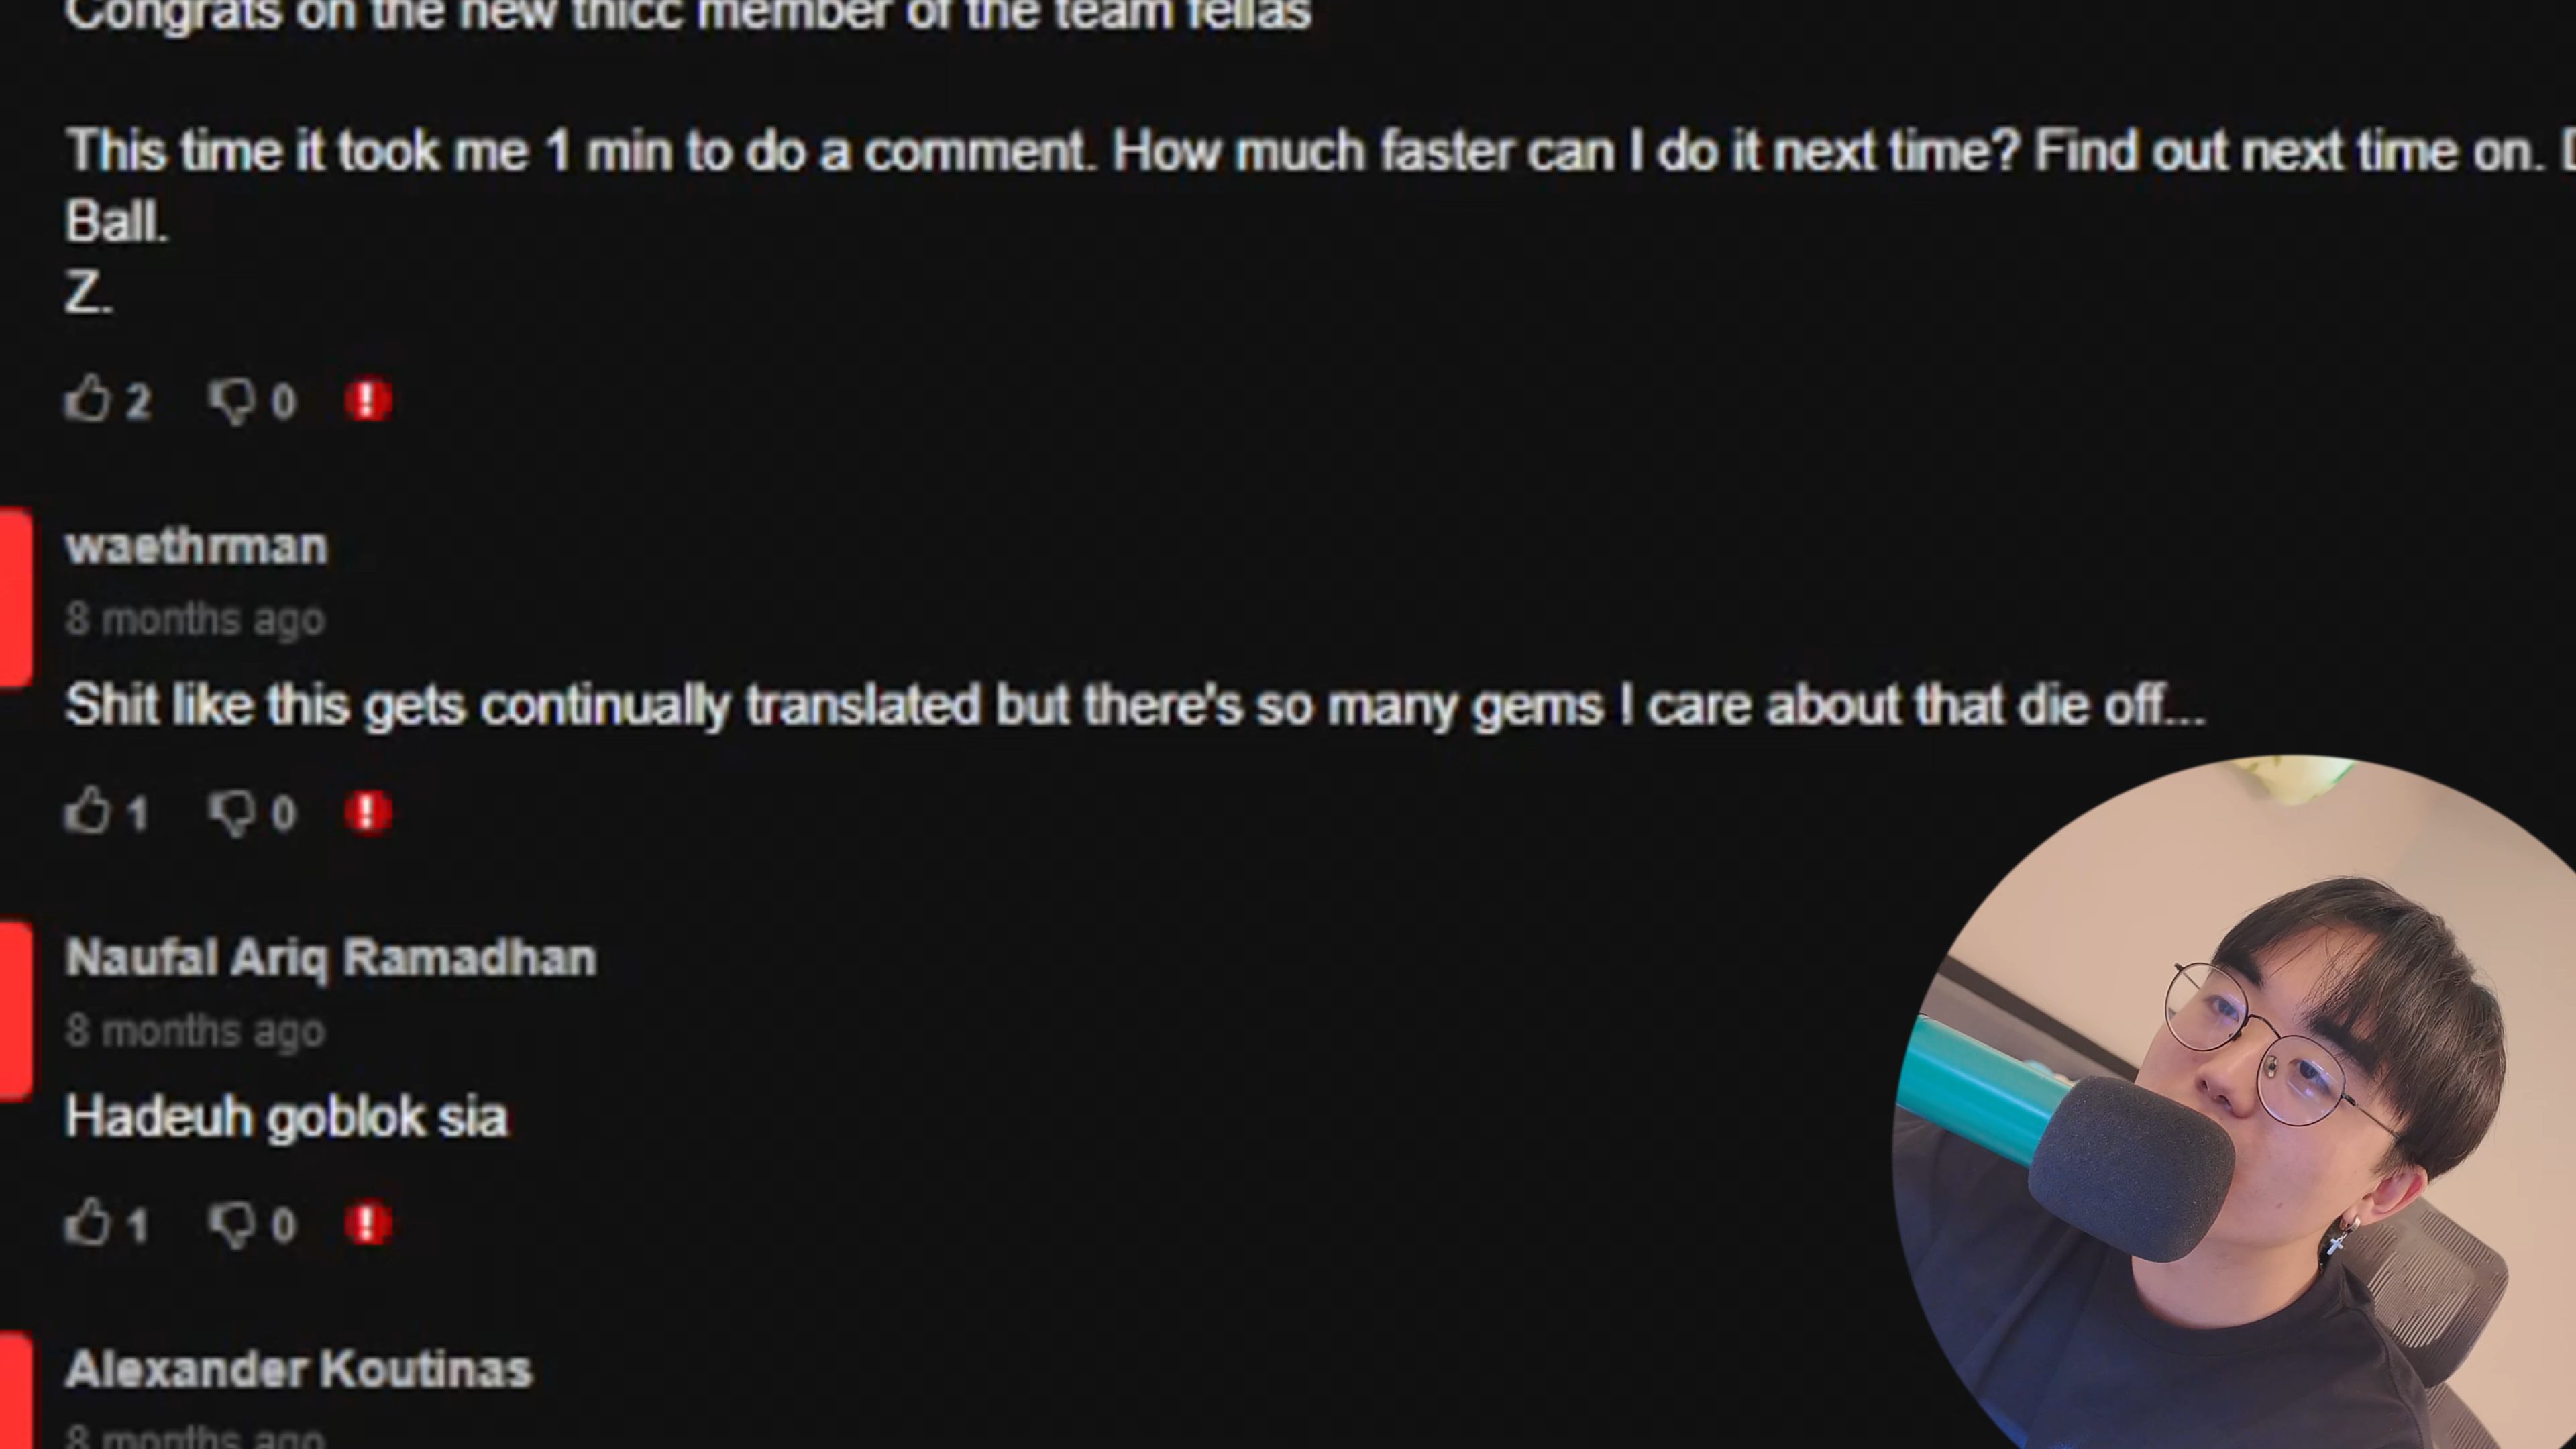 Congrats on the new thicc member of the team fellas
This time it took me 1 min to do a comment. How much faster can I do it next time? Find out next time on.
Ball.
Z.
2 0
waethrman
8 months ago
Shit like this gets continually translated but there's so many gems I care about that die off...
1 0
Naufal Ariq Ramadhan
8 months ago
Hadeuh goblok sia
1 0
Alexander Koutinas
8 months ago